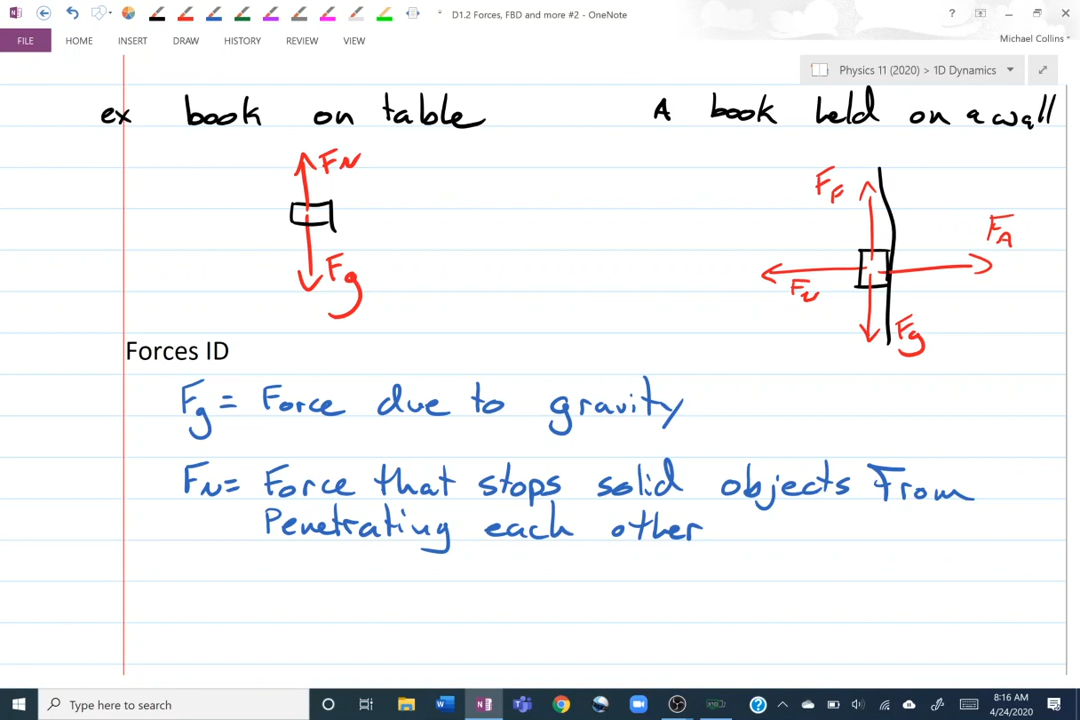 D1.2 Forces, FBD and more #2 - OneNote
?
FILE HOME INSERT DRAW HISTORY REVIEW VIEW
Michael Collins
Physics 11 (2020) > 1D Dynamics
ex book on table
A book held on a wall
FN
Fg
FF
FA
FN
Fg
Forces ID
Fg = Force due to gravity
FN = Force that stops solid objects From
Penetrating each other
Type here to search
8:16 AM
4/24/2020